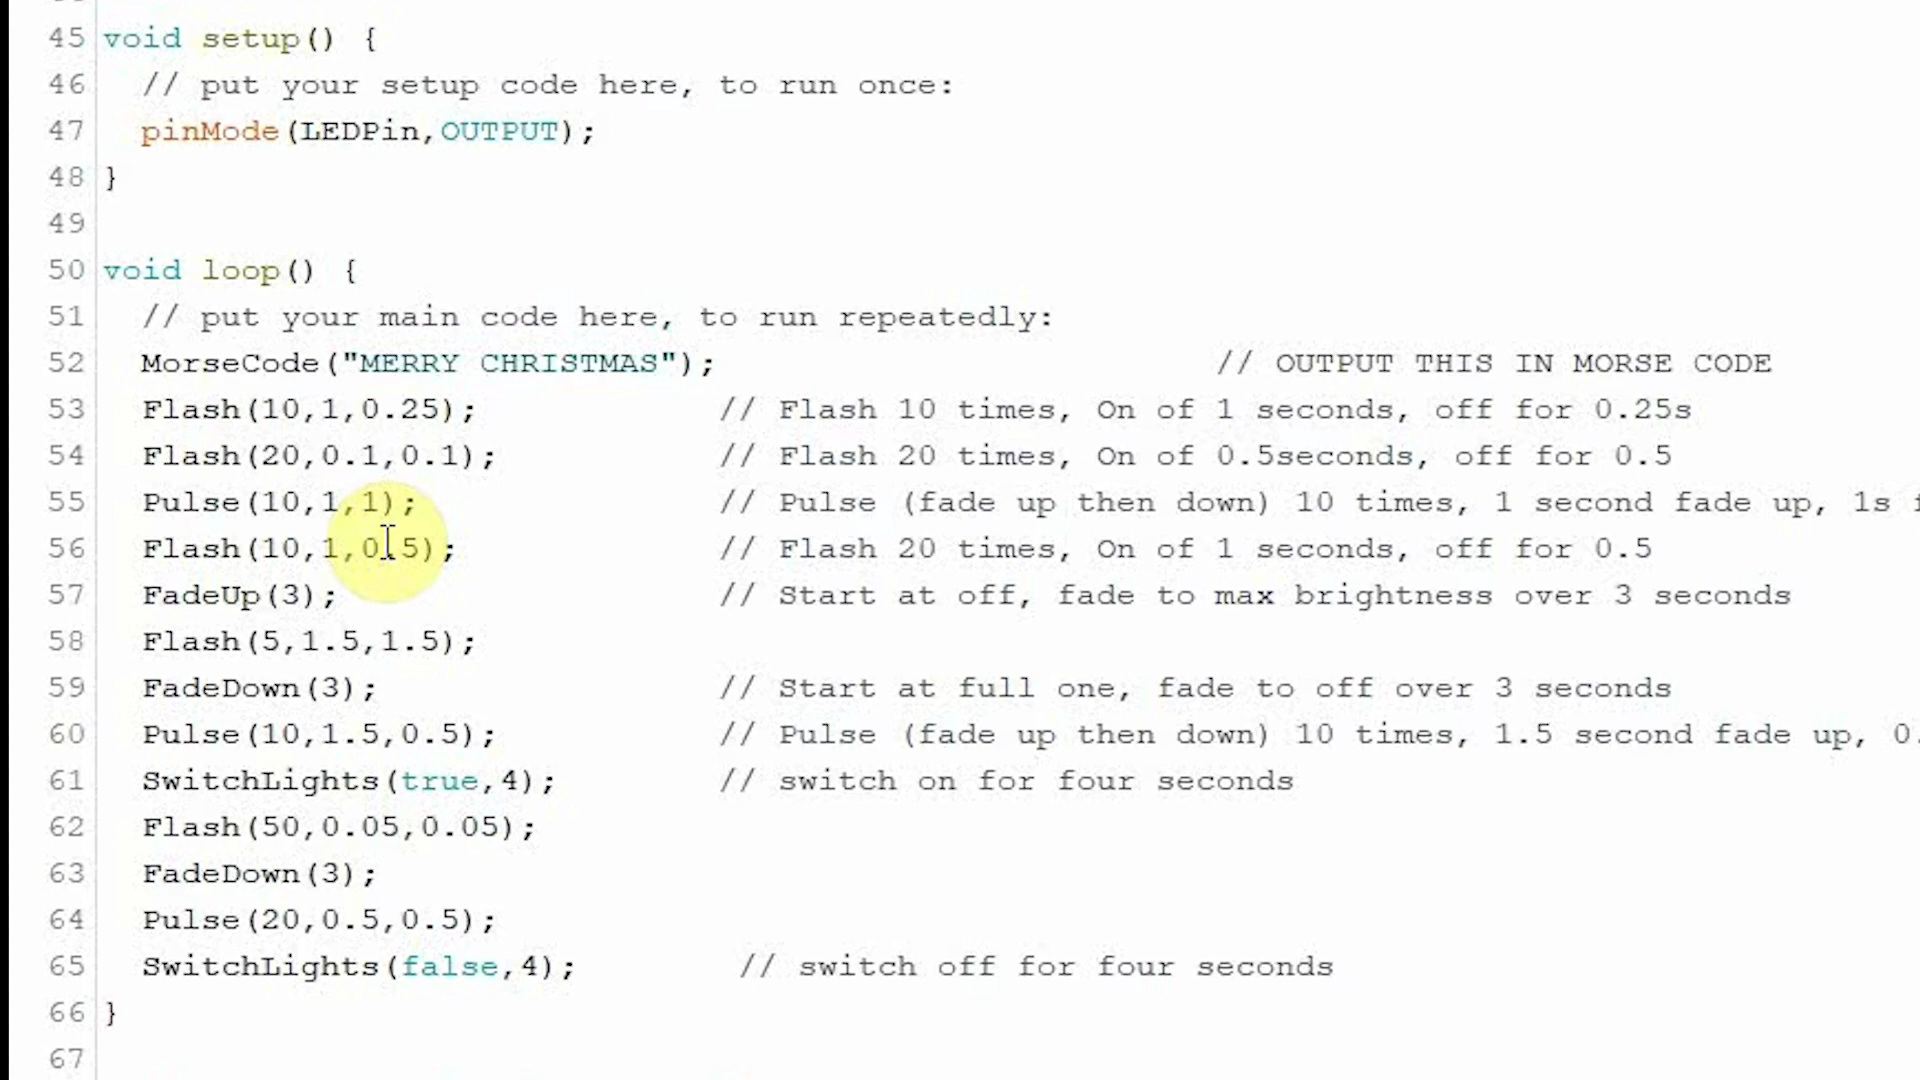 45 void setup() {
46 // put your setup code here, to run once:
47 pinMode(LEDPin,OUTPUT);
48 }
49
50 void loop() {
51 // put your main code here, to run repeatedly:
52 MorseCode("MERRY CHRISTMAS"); // OUTPUT THIS IN MORSE CODE
53 Flash(10,1,0.25); // Flash 10 times, On of 1 seconds, off for 0.25s
54 Flash(20,0.1,0.1); // Flash 20 times, On of 0.5seconds, off for 0.5
55 Pulse(10,1,1); // Pulse (fade up then down) 10 times, 1 second fade up, 1s
56 Flash(10,1,0.5); // Flash 20 times, On of 1 seconds, off for 0.5
57 FadeUp(3); // Start at off, fade to max brightness over 3 seconds
58 Flash(5,1.5,1.5);
59 FadeDown(3); // Start at full one, fade to off over 3 seconds
60 Pulse(10,1.5,0.5); // Pulse (fade up then down) 10 times, 1.5 second fade up, 0.
61 SwitchLights(true,4); // switch on for four seconds
62 Flash(50,0.05,0.05);
63 FadeDown(3);
64 Pulse(20,0.5,0.5);
65 SwitchLights(false,4); // switch off for four seconds
66 }
67